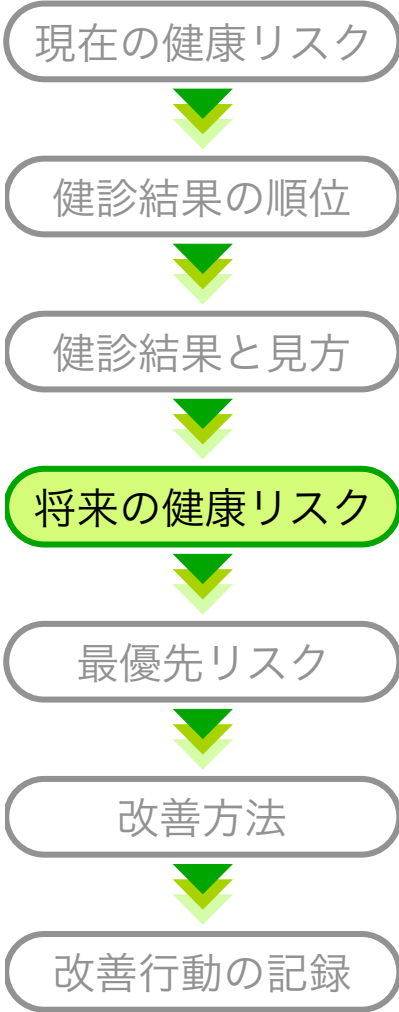 現在の健康リスク
健診結果の順位
健診結果と見方
将来の健康リスク
最優先リスク
改善方法
改善行動の記録